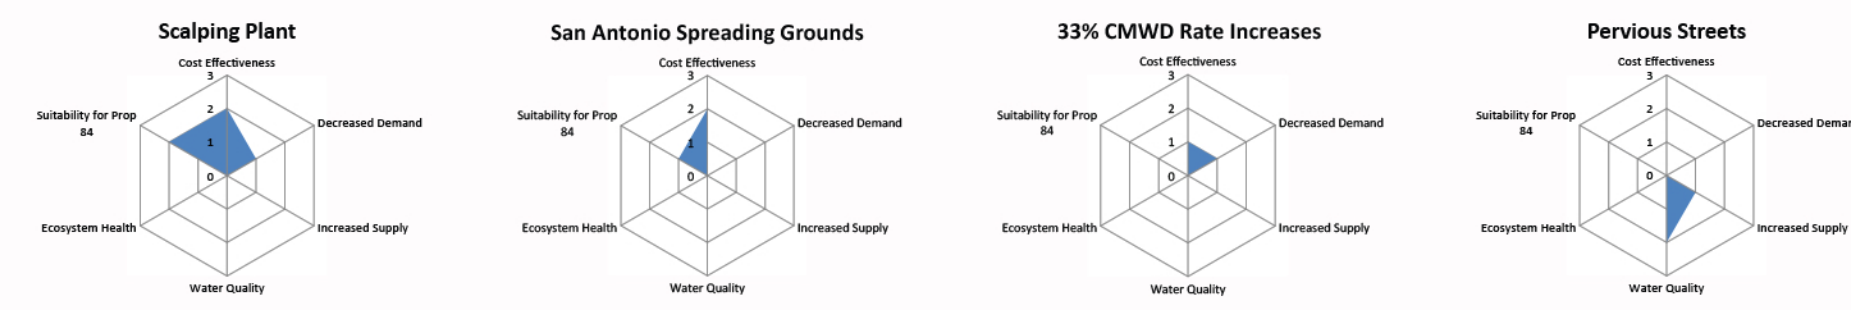 Scalping Plant
Cost Effectiveness
3
Suitability for Prop
84
2
Decreased Demand
1
0
Ecosystem Health
Increased Supply
Water Quality
San Antonio Spreading Grounds
Cost Effectiveness
3
Suitability for Prop
84
2
Decreased Demand
1
0
Ecosystem Health
Increased Supply
Water Quality
33% CMWD Rate Increases
Cost Effectiveness
3
Suitability for Prop
84
2
Decreased Demand
1
0
Ecosystem Health
Increased Supply
Water Quality
Pervious Streets
Cost Effectiveness
3
Suitability for Prop
84
2
Decreased Demar
1
0
Ecosystem Health
Increased Supply
Water Quality